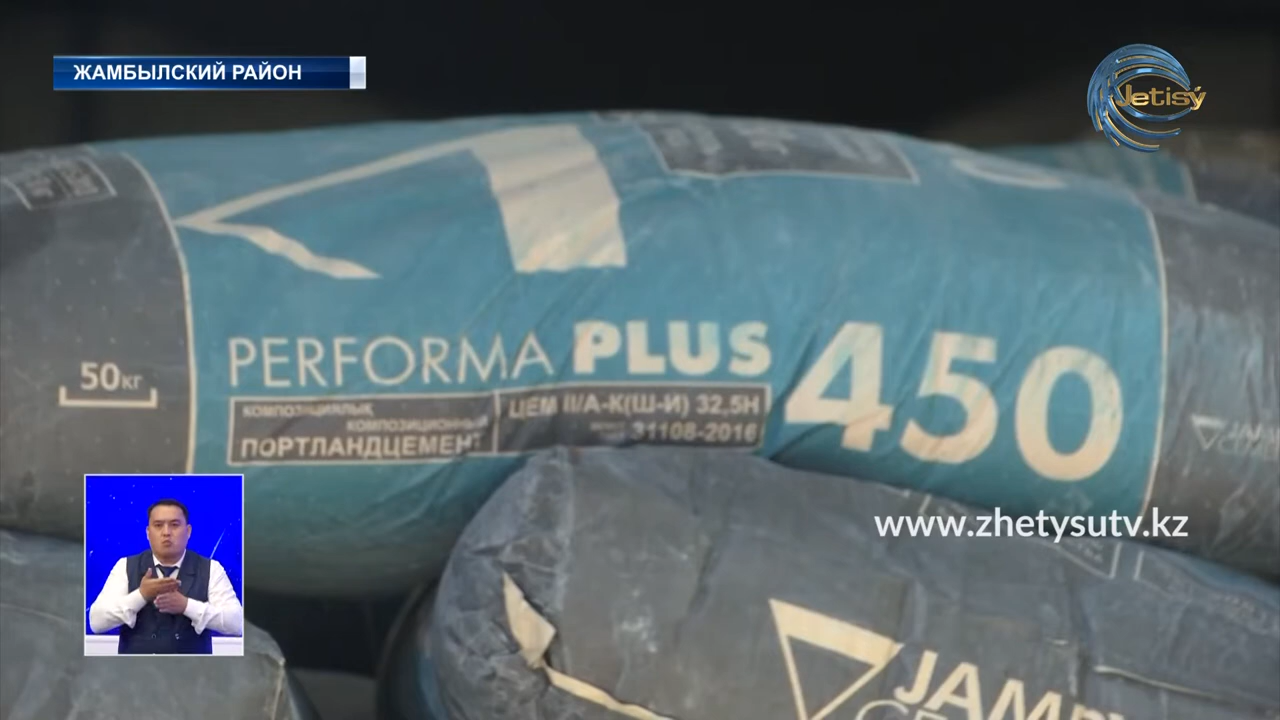 ЖАМБЫЛСКИЙ РАЙОН
Jetisý
50кг
PERFORMA PLUS 450
КОМПОЗИЦИЯЛЫҚ
КОМПОЗИЦИОННЫЙ
ПОРТЛАНДЦЕМЕНТ
ЦЕМ II/А-К(Ш-И) 32,5Н
31108-2016
www.zhetysutv.kz